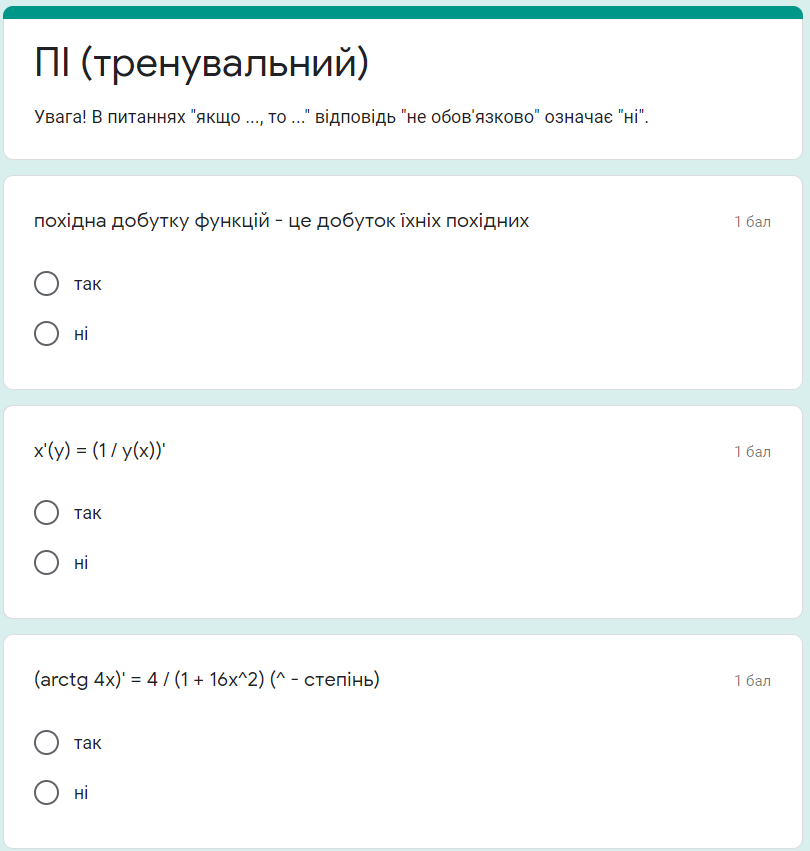 ПІ (тренувальний)
Увага! В питаннях "якщо ..., то ..." відповідь "не обов'язково" означає "ні".
похідна добутку функцій - це добуток їхніх похідних
1 бал
так
ні
x'(y) = (1 / y(x))'
1 бал
так
ні
(arctg 4x)' = 4 / (1 + 16x^2) (^ - степінь)
1 бал
так
ні